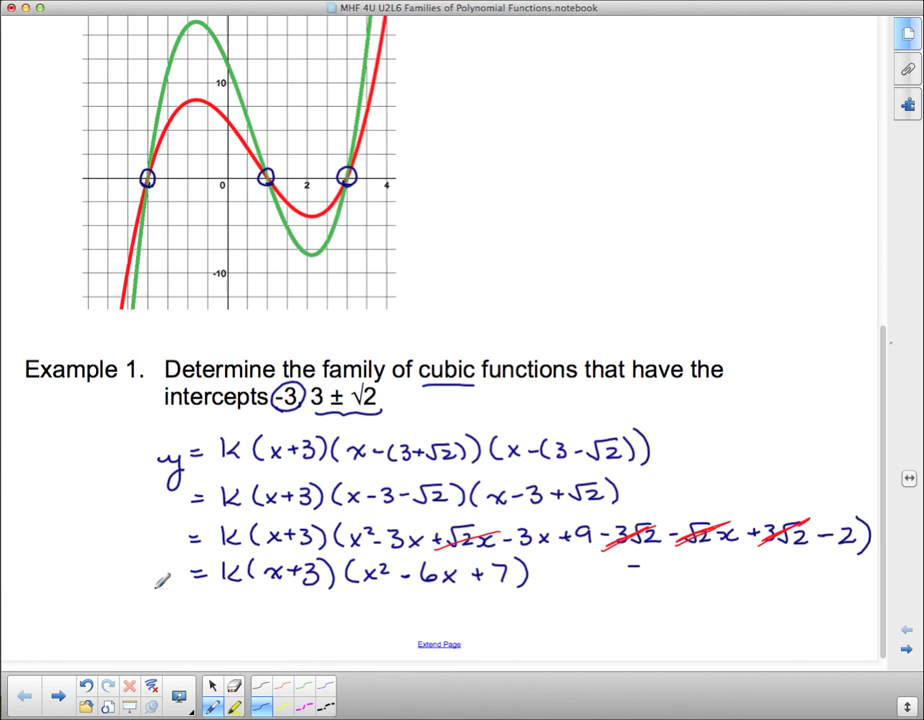 MHF 4U U2L6 Families of Polynomial Functions.notebook
10
0 2 4
-10
Example 1. Determine the family of cubic functions that have the
intercepts -3, 3 ± √2
y = k(x+3)(x-(3+√2))(x-(3-√2))
= k(x+3)(x-3-√2)(x-3+√2)
= k(x+3)(x²-3x+√2x-3x+9-3√2-√2x+3√2-2)
= k(x+3)(x²-6x+7)
Extend Page